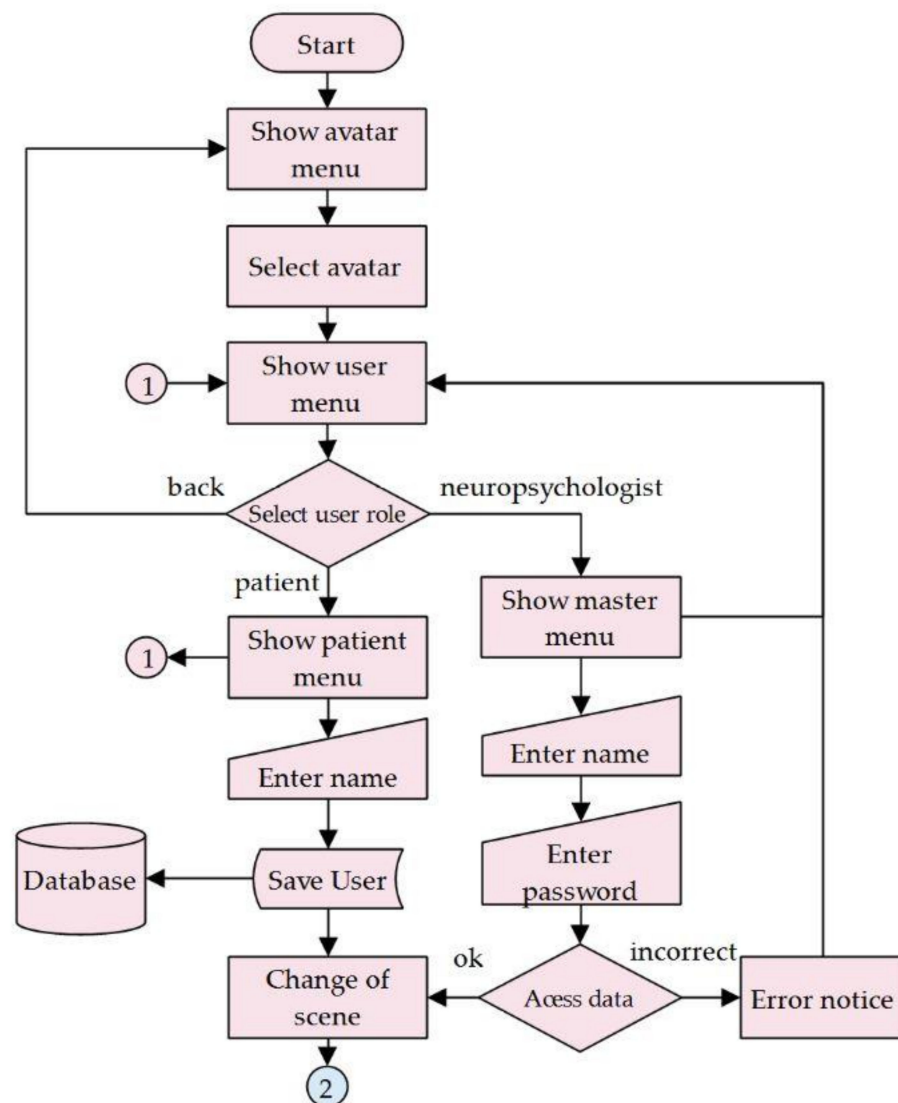 Start
Show avatar
menu
Select avatar
1
Show user
menu
back
neuropsychologist
Select user role
patient
Show master
menu
1
Show patient
menu
Enter name
Enter name
Database
Save User
Enter
password
ok
incorrect
Change of
scene
Acess data
Error notice
2